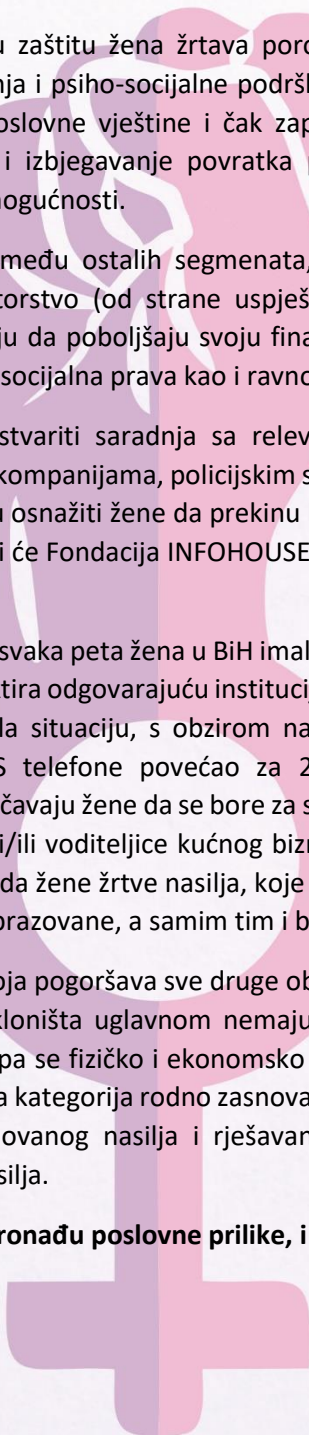 u zaštitu žena žrtava poro
nja i psiho-socijalne podršk
oslovne vještine i čak zap
i izbjegavanje povratka
mogućnosti.
među ostalih segmenata,
torstvo (od strane uspješ
ju da poboljšaju svoju fina
socijalna prava kao i ravno
stvariti saradnja sa relev
kompanijama, policijskim s
u osnažiti žene da prekinu
i će Fondacija INFOHOUSE
svaka peta žena u BiH imal
ktira odgovarajuću instituciju
la situaciju, s obzirom na
S telefone povećao za 2
čavaju žene da se bore za s
i/ili voditeljice kućnog bizn
da žene žrtve nasilja, koje
brazovane, a samim tim i b
oja pogoršava sve druge ob
kloništa uglavnom nemaju
pa se fizičko i ekonomsko
a kategorija rodno zasnova
ovanog nasilja i rješavan
silja.
ronađu poslovne prilike, i